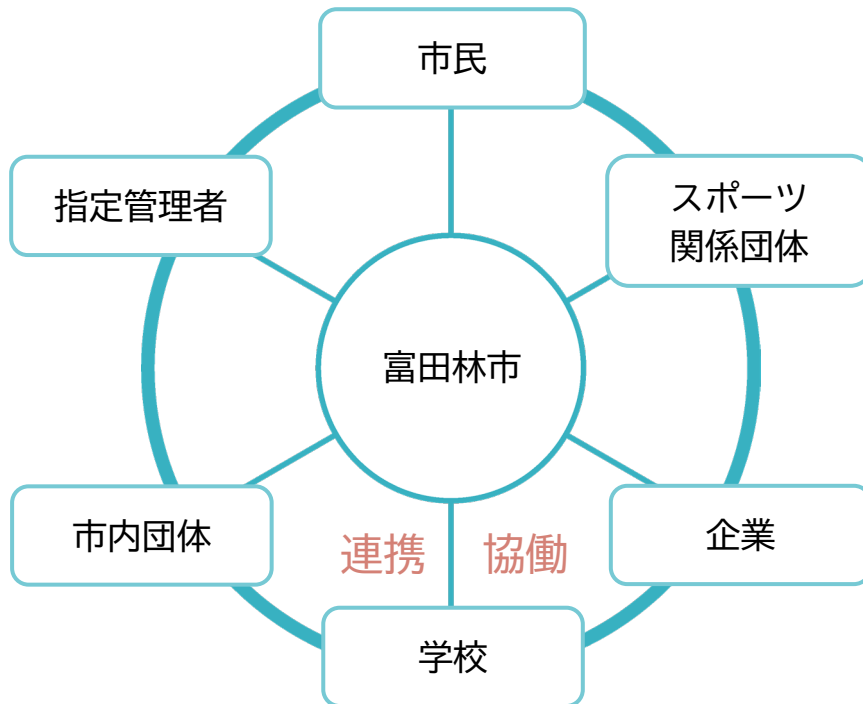 市民
指定管理者
スポーツ
関係団体
富田林市
市内団体
連携
協働
企業
学校